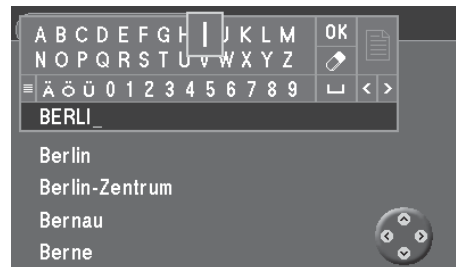 A B C D E F G H I J K L M OK
N O P Q R S T U V W X Y Z
Ä Ö Ü 0 1 2 3 4 5 6 7 8 9 < >
BERLI_
Berlin
Berlin-Zentrum
Bernau
Berne